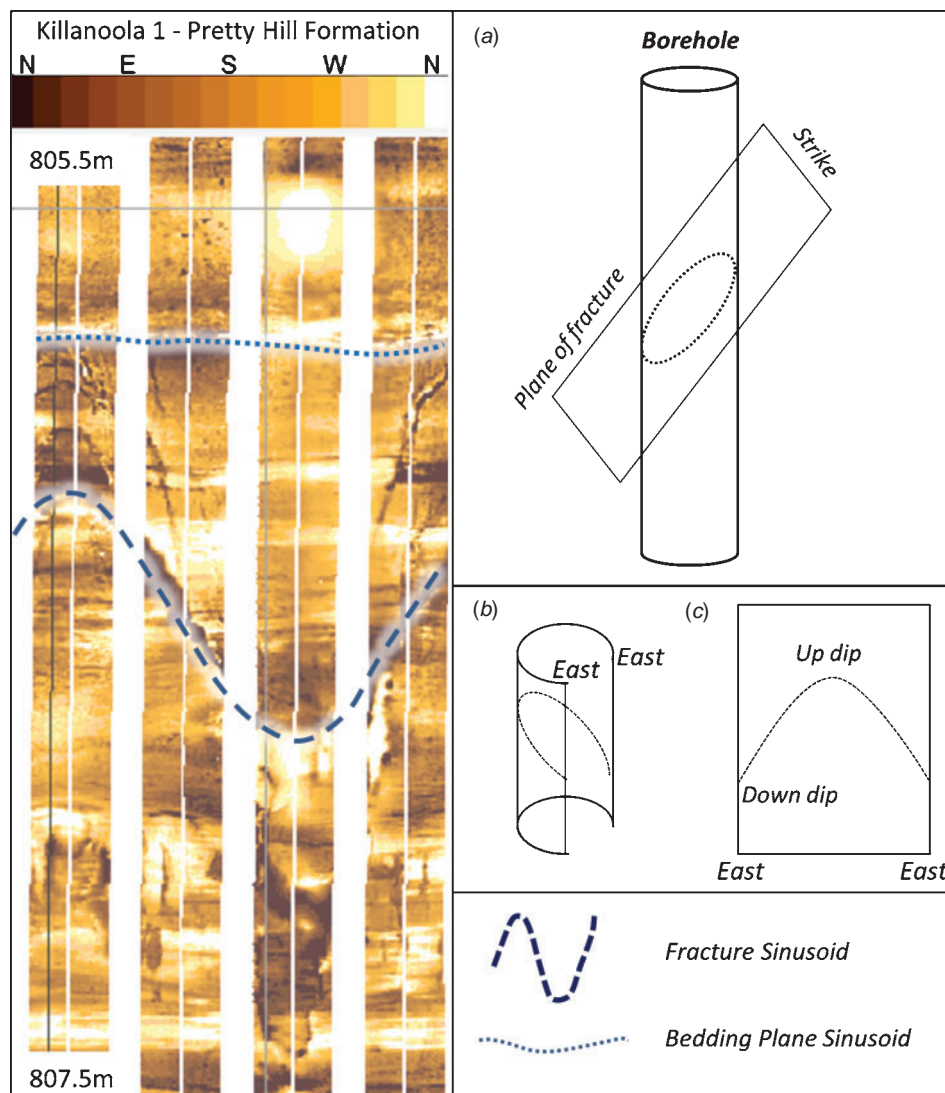 Killanoola 1 - Pretty Hill Formation
N E S W N
805.5m
807.5m
(a)
Borehole
Strike
Plane of fracture
(b)
East
East
(c)
Up dip
Down dip
East East
Fracture Sinusoid
Bedding Plane Sinusoid